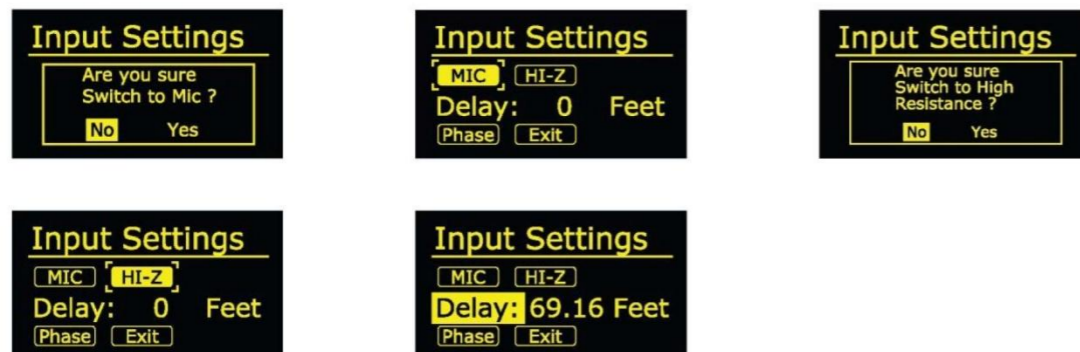 Input Settings
Are you sure
Switch to Mic ?
No Yes
Input Settings
MIC HI-Z
Delay: 0 Feet
Phase Exit
Input Settings
Are you sure
Switch to High
Resistance ?
No Yes
Input Settings
MIC HI-Z
Delay: 0 Feet
Phase Exit
Input Settings
MIC HI-Z
Delay: 69.16 Feet
Phase Exit